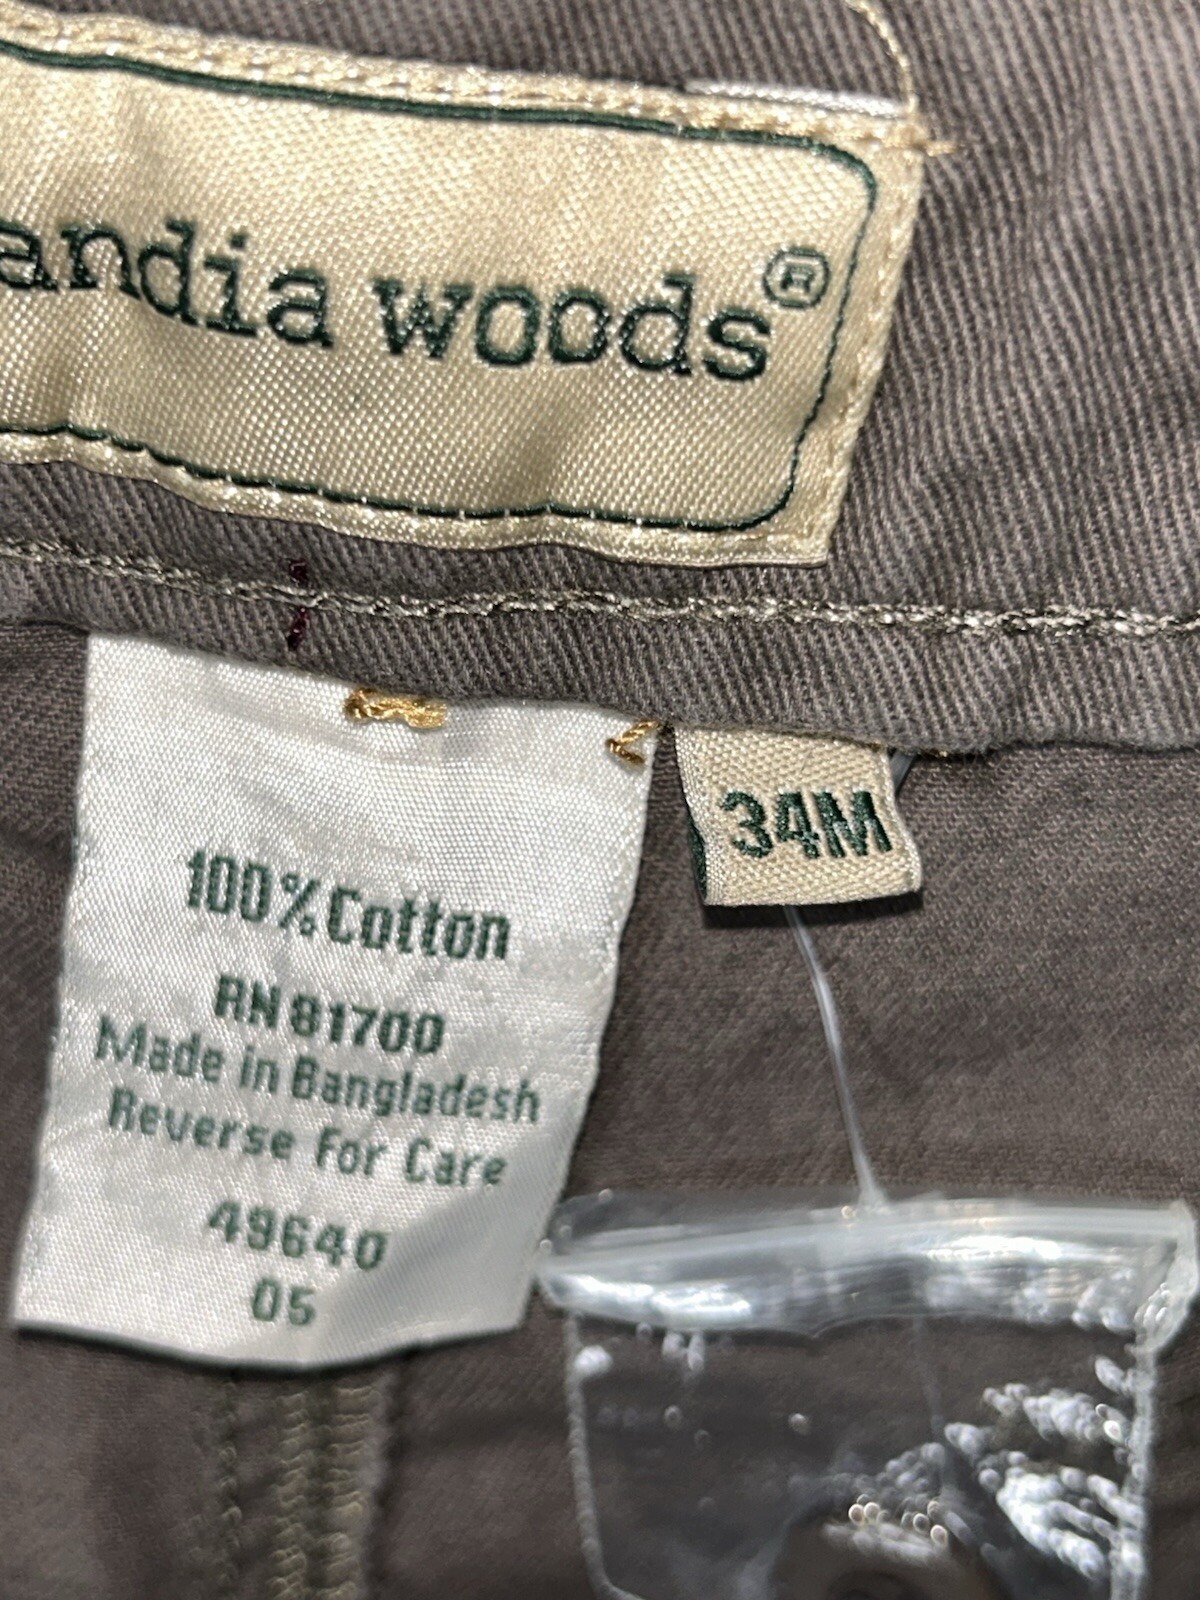 andia woods®
34M
100% Cotton
RN 81700
Made in Bangladesh
Reverse For Care
49640
05